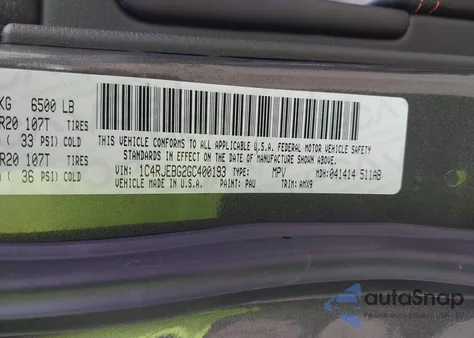 KG 6500 LB
R20 107T TIRES
( 33 PSI) COLD
R20 107T TIRES
( 36 PSI) COLD
THIS VEHICLE CONFORMS TO ALL APPLICABLE U.S.A. FEDERAL MOTOR VEHICLE SAFETY
STANDARDS IN EFFECT ON THE DATE OF MANUFACTURE SHOWN ABOVE.
VIN: 1C4RJEBG2GC400193 TYPE: MPV MDH: 041414 511AB
MADE IN U.S.A. PAINT: PAU TRIM: AMX9
autoSnap